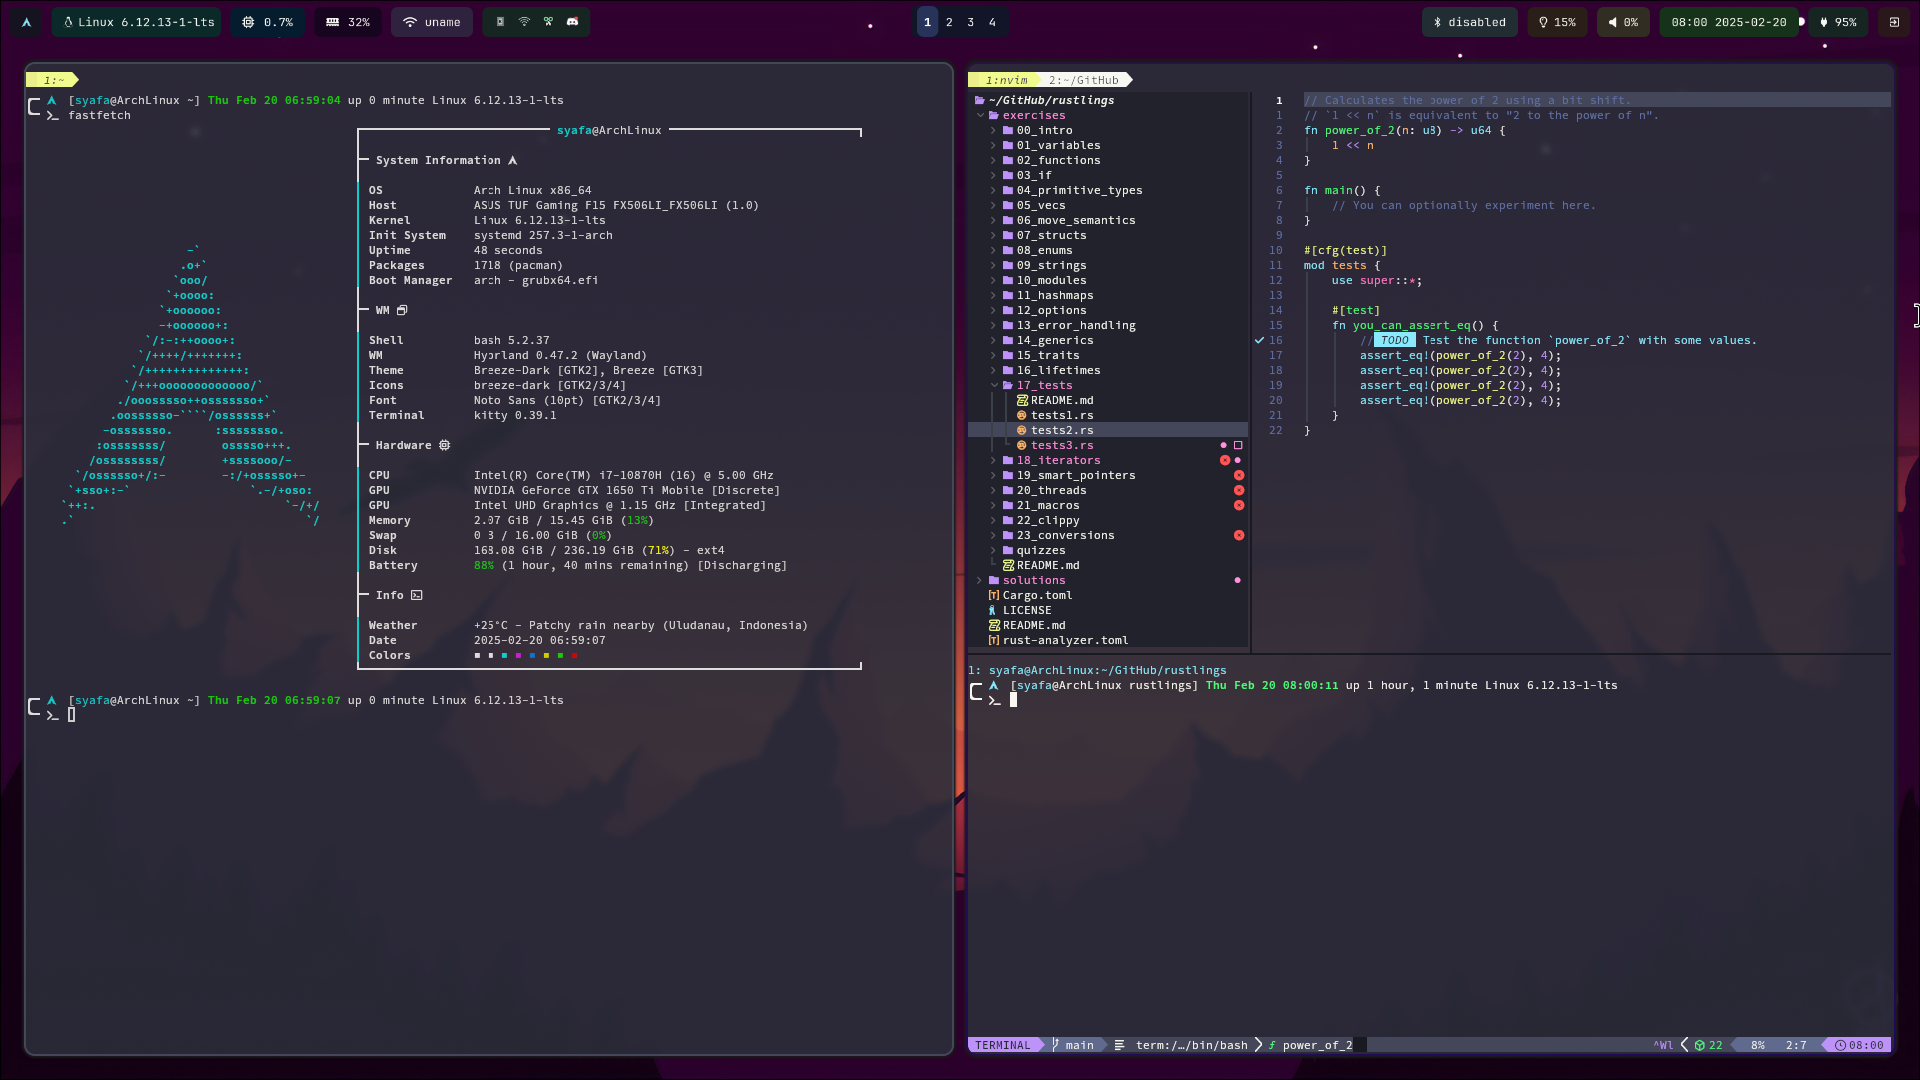 Linux 6.12.13-1-lts 0.7% 32% uname 1 2 3 4 disabled 15% 0% 08:00 2025-02-20 95%
1:~
[syafa@ArchLinux ~] Thu Feb 20 06:59:04 up 0 minute Linux 6.12.13-1-lts
fastfetch
syafa@ArchLinux
System Information
OS Arch Linux x86_64
Host ASUS TUF Gaming F15 FX506LI_FX506LI (1.0)
Kernel Linux 6.12.13-1-lts
Init System systemd 257.3-1-arch
Uptime 48 seconds
Packages 1718 (pacman)
Boot Manager arch - grubx64.efi
WM
Shell bash 5.2.37
WM Hyprland 0.47.2 (Wayland)
Theme Breeze-Dark [GTK2], Breeze [GTK3]
Icons breeze-dark [GTK2/3/4]
Font Noto Sans (10pt) [GTK2/3/4]
Terminal kitty 0.39.1
Hardware
CPU Intel(R) Core(TM) i7-10870H (16) @ 5.00 GHz
GPU NVIDIA GeForce GTX 1650 Ti Mobile [Discrete]
GPU Intel UHD Graphics @ 1.15 GHz [Integrated]
Memory 2.07 GiB / 15.45 GiB (13%)
Swap 0 B / 16.00 GiB (0%)
Disk 168.08 GiB / 236.19 GiB (71%) - ext4
Battery 88% (1 hour, 40 mins remaining) [Discharging]
Info
Weather +25°C - Patchy rain nearby (Uludanau, Indonesia)
Date 2025-02-20 06:59:07
Colors
[syafa@ArchLinux ~] Thu Feb 20 06:59:07 up 0 minute Linux 6.12.13-1-lts
1:nvim 2:~/GitHub
~/GitHub/rustlings
exercises
00_intro
01_variables
02_functions
03_if
04_primitive_types
05_vecs
06_move_semantics
07_structs
08_enums
09_strings
10_modules
11_hashmaps
12_options
13_error_handling
14_generics
15_traits
16_lifetimes
17_tests
README.md
tests1.rs
tests2.rs
tests3.rs
18_iterators
19_smart_pointers
20_threads
21_macros
22_clippy
23_conversions
quizzes
README.md
solutions
Cargo.toml
LICENSE
README.md
rust-analyzer.toml
1 // Calculates the power of 2 using a bit shift.
1 // `1 << n` is equivalent to "2 to the power of n".
2 fn power_of_2(n: u8) -> u64 {
3 1 << n
4 }
5
6 fn main() {
7 // You can optionally experiment here.
8 }
9
10 #[cfg(test)]
11 mod tests {
12 use super::*;
13
14 #[test]
15 fn you_can_assert_eq() {
16 // TODO Test the function `power_of_2` with some values.
17 assert_eq!(power_of_2(2), 4);
18 assert_eq!(power_of_2(2), 4);
19 assert_eq!(power_of_2(2), 4);
20 assert_eq!(power_of_2(2), 4);
21 }
22 }
1: syafa@ArchLinux:~/GitHub/rustlings
[syafa@ArchLinux rustlings] Thu Feb 20 08:00:11 up 1 hour, 1 minute Linux 6.12.13-1-lts
TERMINAL main term:/…/bin/bash power_of_2 ^Wl 22 8% 2:7 08:00